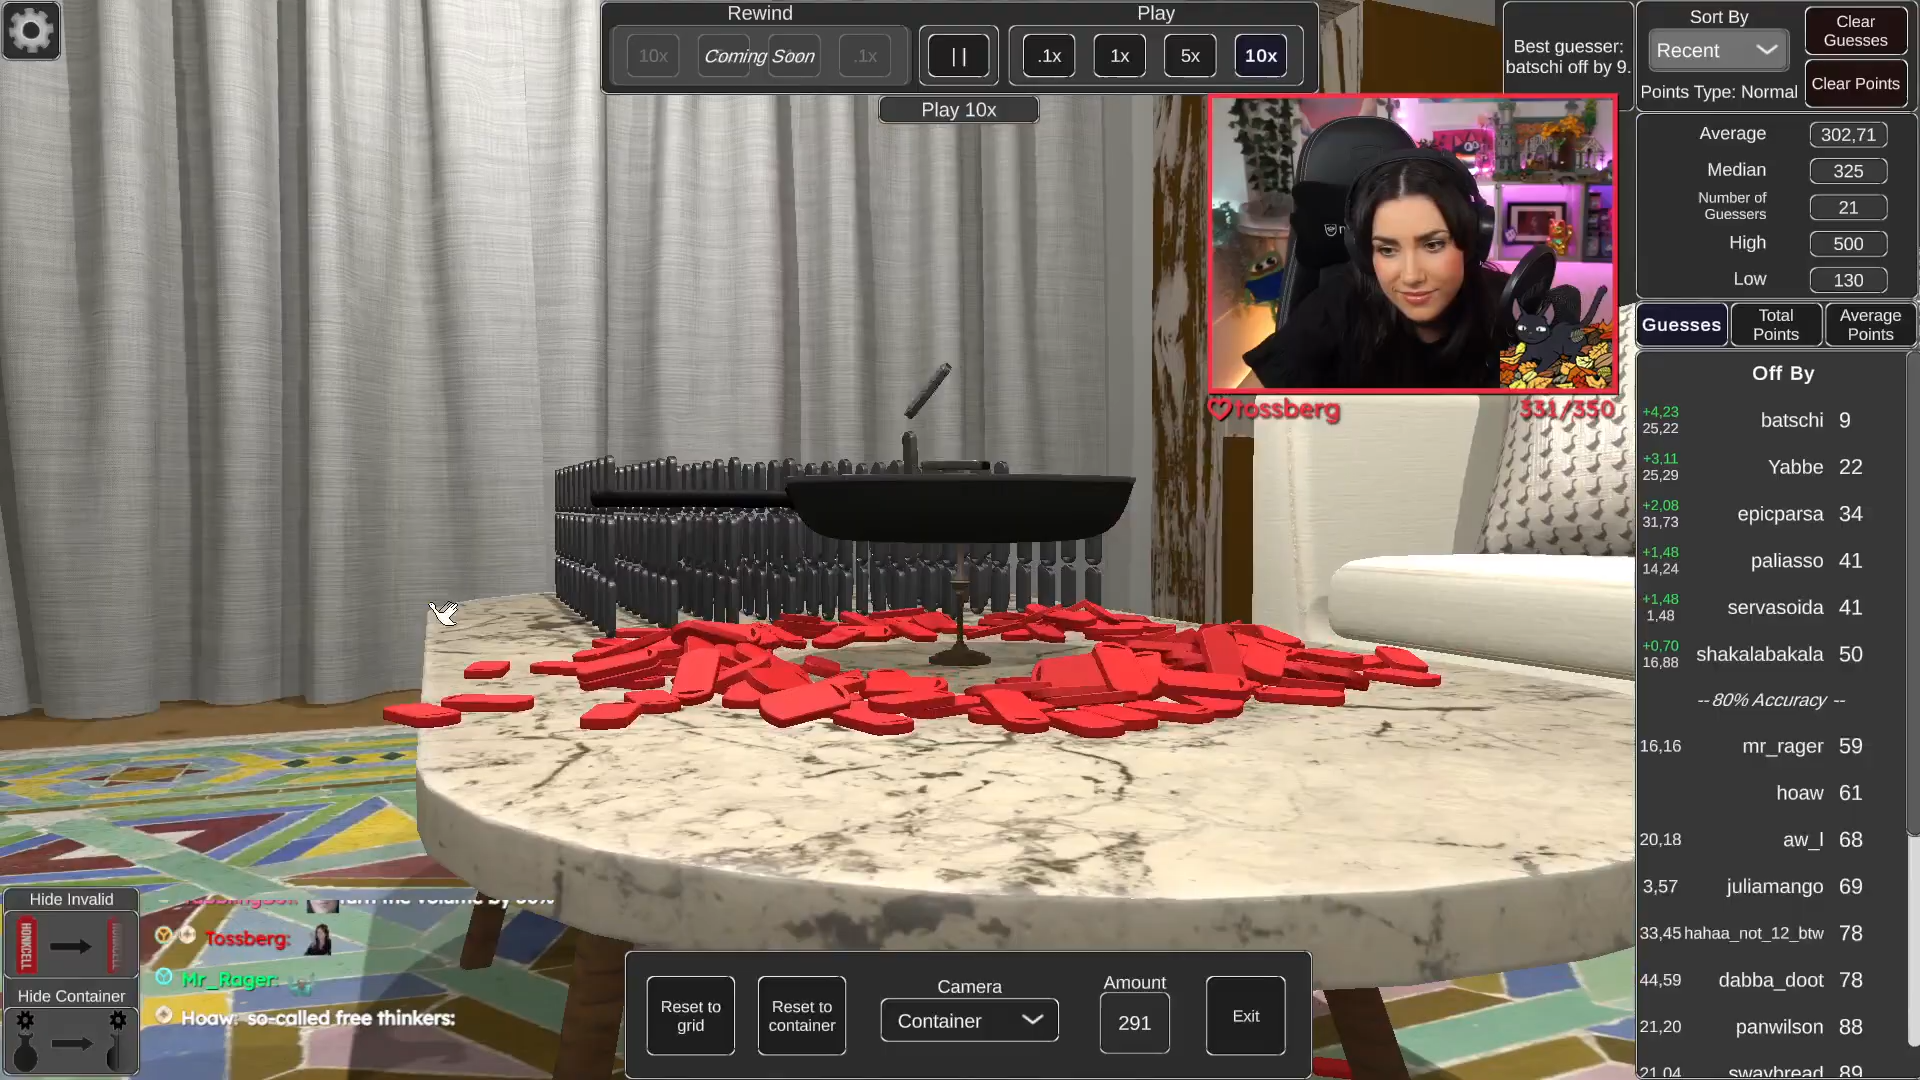 Rewind
10x
Coming Soon
.1x
||
Play
.1x
1x
5x
10x
Play 10x
Best guesser:
batschi off by 9.
Sort By
Recent
Points Type: Normal
Clear
Guesses
Clear Points
Average 302,71
Median 325
Number of
Guessers
21
High 500
Low 130
Guesses
Total
Points
Average
Points
Off By
+4,23
25,22
batschi 9
+3,11
25,29
Yabbe 22
+2,08
31,73
epicparsa 34
+1,48
14,24
paliasso 41
+1,48
1,48
servasoida 41
+0,70
16,88
shakalabakala 50
-- 80% Accuracy --
16,16 mr_rager 59
hoaw 61
20,18 aw_l 68
3,57 juliamango 69
33,45 hahaa_not_12_btw 78
44,59 dabba_doot 78
21,20 panwilson 88
21,04 swaybread 89
tossberg
331/350
Hide Invalid
HONKCELL
Hide Container
Tossberg:
Mr_Rager:
Hoaw: so-called free thinkers:
Reset to
grid
Reset to
container
Camera
Container
Amount
291
Exit